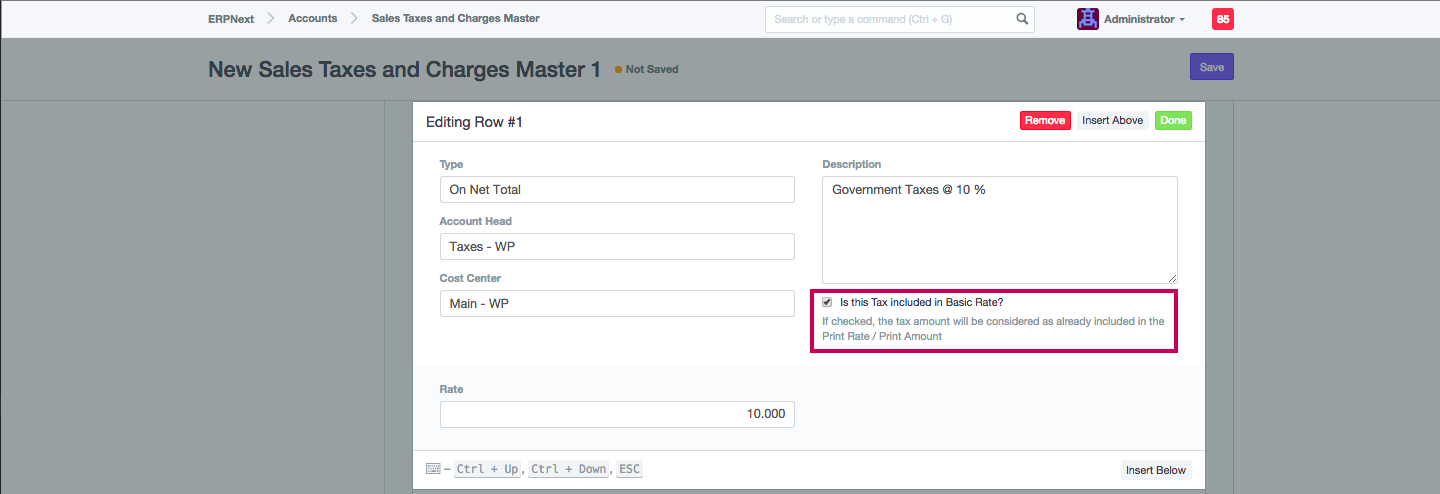 ERPNext Accounts Sales Taxes and Charges Master Search or type a command (Ctrl + G) Administrator 85
New Sales Taxes and Charges Master 1 Not Saved Save
Editing Row #1 Remove Insert Above Done
Type
On Net Total
Account Head
Taxes - WP
Cost Center
Main - WP
Description
Government Taxes @ 10 %
Is this Tax included in Basic Rate?
If checked, the tax amount will be considered as already included in the
Print Rate / Print Amount
Rate
10.000
– Ctrl + Up, Ctrl + Down, ESC Insert Below